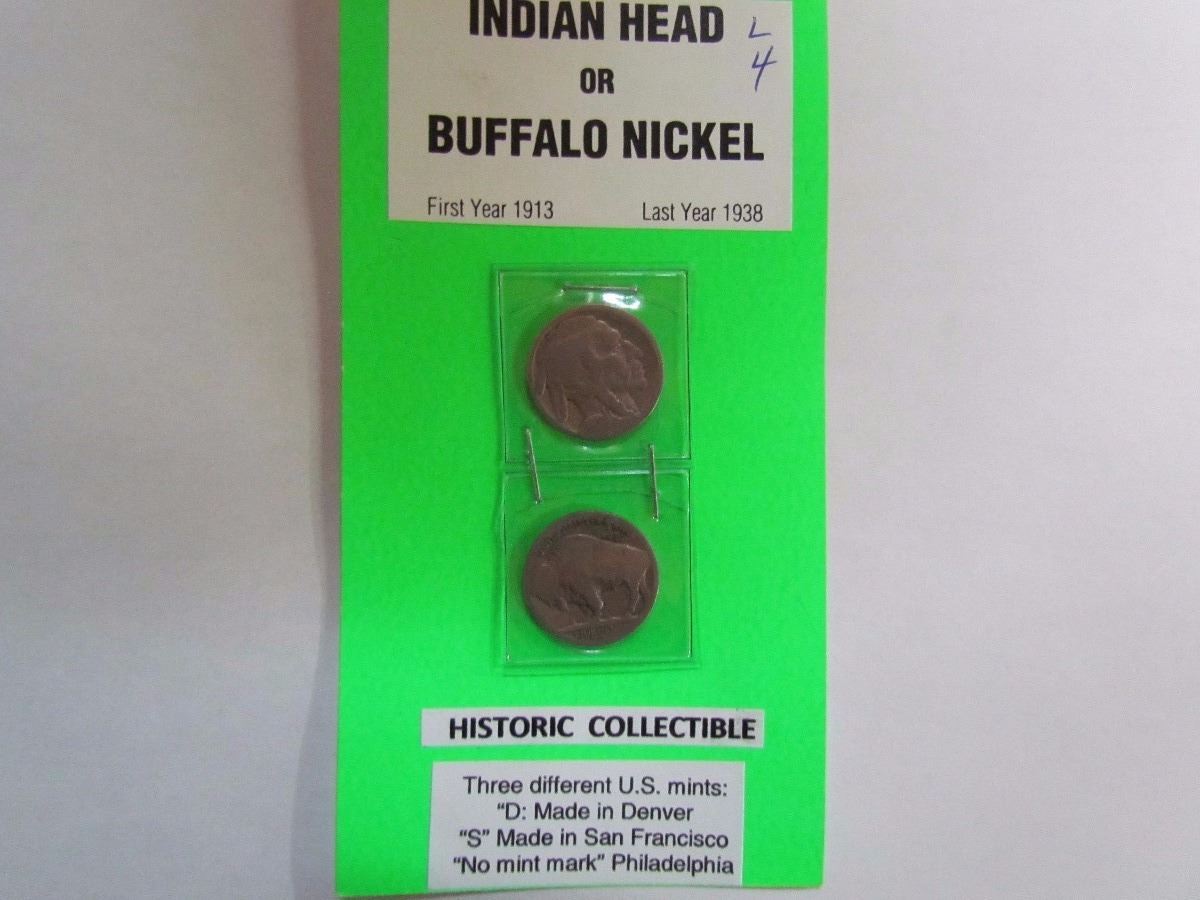 INDIAN HEAD
L
4
OR
BUFFALO NICKEL
First Year 1913 Last Year 1938
HISTORIC COLLECTIBLE
Three different U.S. mints:
"D: Made in Denver
"S" Made in San Francisco
"No mint mark" Philadelphia